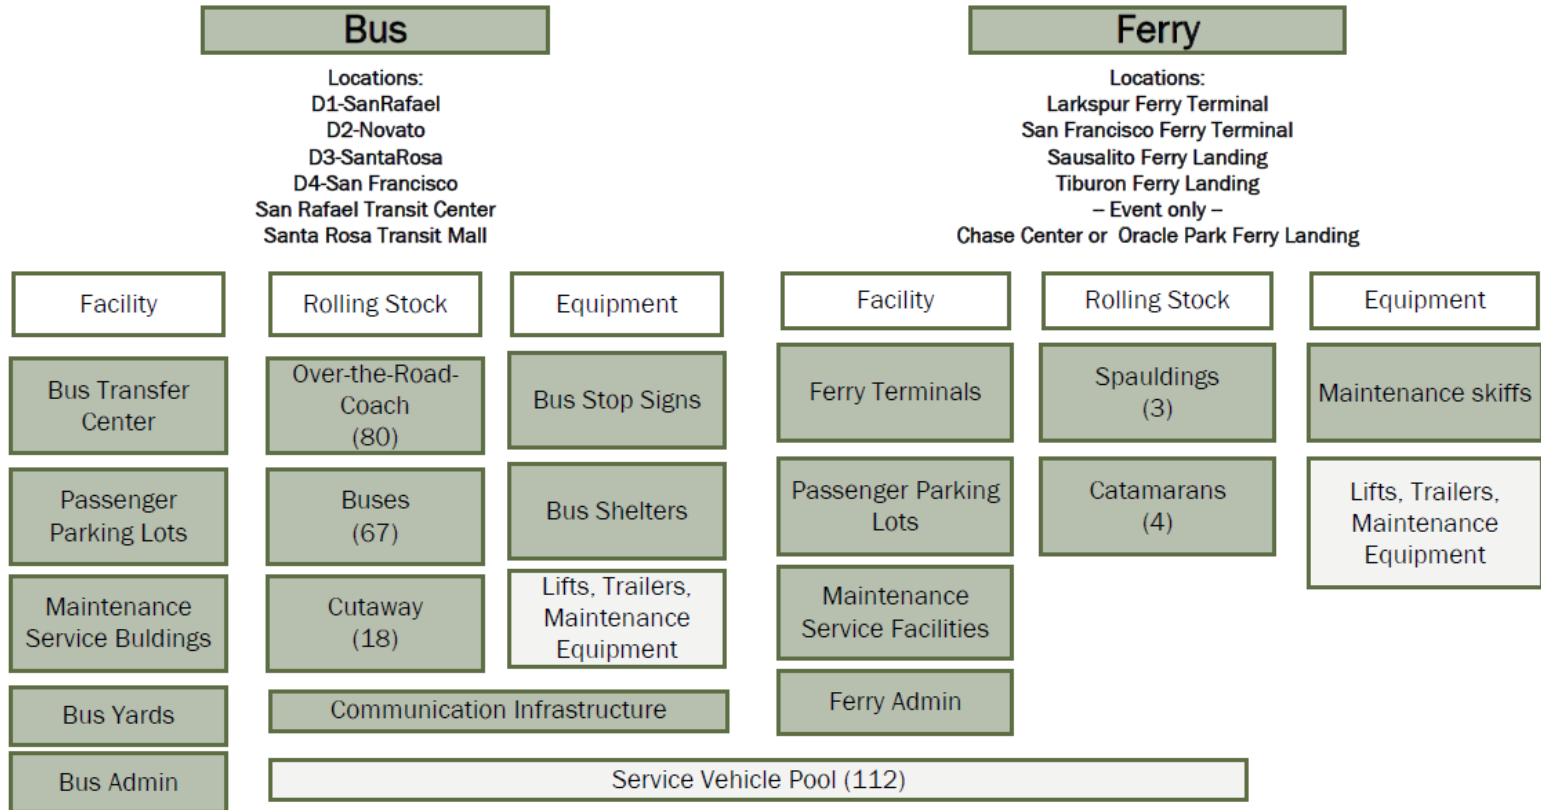 Bus
Locations:
D1-SanRafael
D2-Novato
D3-SantaRosa
D4-San Francisco
San Rafael Transit Center
Santa Rosa Transit Mall
Facility
Bus Transfer
Center
Passenger
Parking Lots
Maintenance
Service Buldings
Bus Yards
Bus Admin
Rolling Stock
Over-the-Road-
Coach
(80)
Buses
(67)
Cutaway
(18)
Equipment
Bus Stop Signs
Bus Shelters
Lifts, Trailers,
Maintenance
Equipment
Communication Infrastructure
Ferry
Locations:
Larkspur Ferry Terminal
San Francisco Ferry Terminal
Sausalito Ferry Landing
Tiburon Ferry Landing
– Event only –
Chase Center or Oracle Park Ferry Landing
Facility
Ferry Terminals
Passenger Parking
Lots
Maintenance
Service Facilities
Ferry Admin
Rolling Stock
Spauldings
(3)
Catamarans
(4)
Equipment
Maintenance skiffs
Lifts, Trailers,
Maintenance
Equipment
Service Vehicle Pool (112)